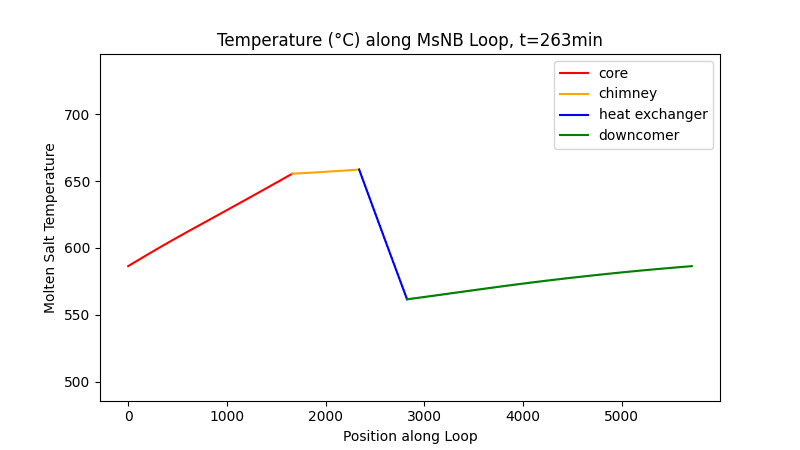 Temperature (°C) along MsNB Loop, t=263min
core
chimney
heat exchanger
downcomer
Molten Salt Temperature
700
650
600
550
500
0 1000 2000 3000 4000 5000
Position along Loop